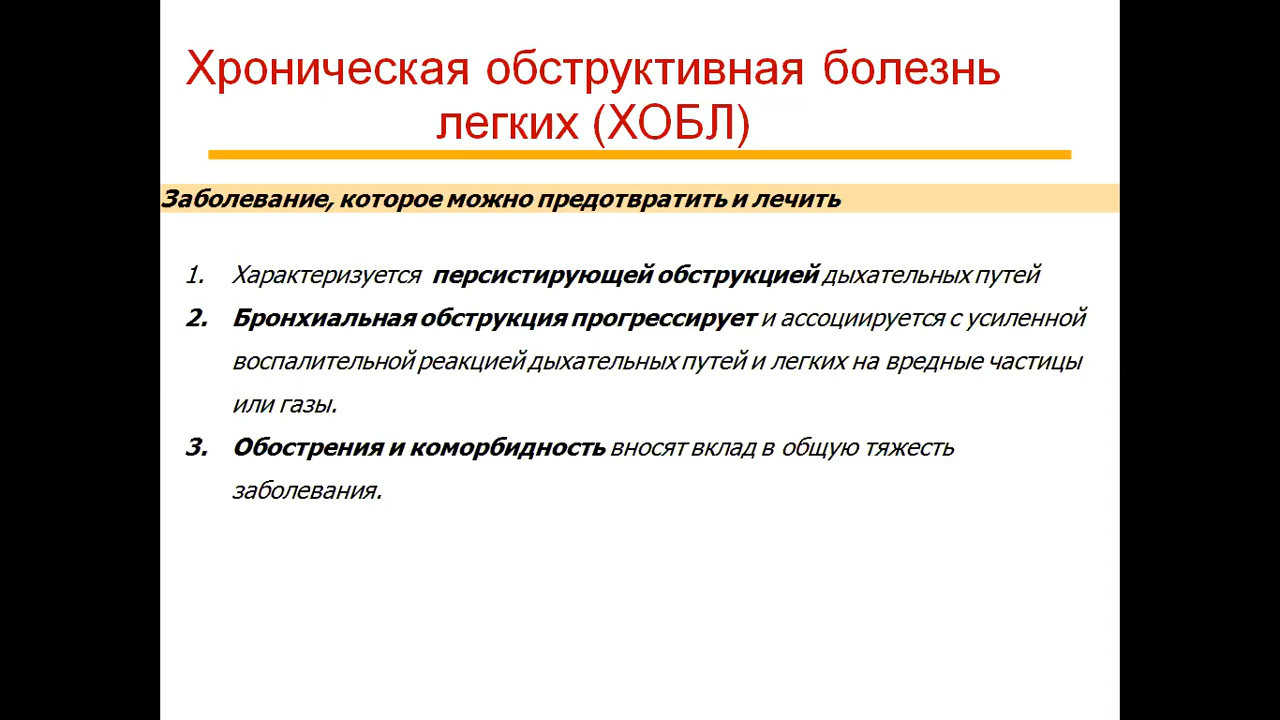 Хроническая обструктивная болезнь
легких (ХОБЛ)
Заболевание, которое можно предотвратить и лечить
1. Характеризуется персистирующей обструкцией дыхательных путей
2. Бронхиальная обструкция прогрессирует и ассоциируется с усиленной
воспалительной реакцией дыхательных путей и легких на вредные частицы
или газы.
3. Обострения и коморбидность вносят вклад в общую тяжесть
заболевания.